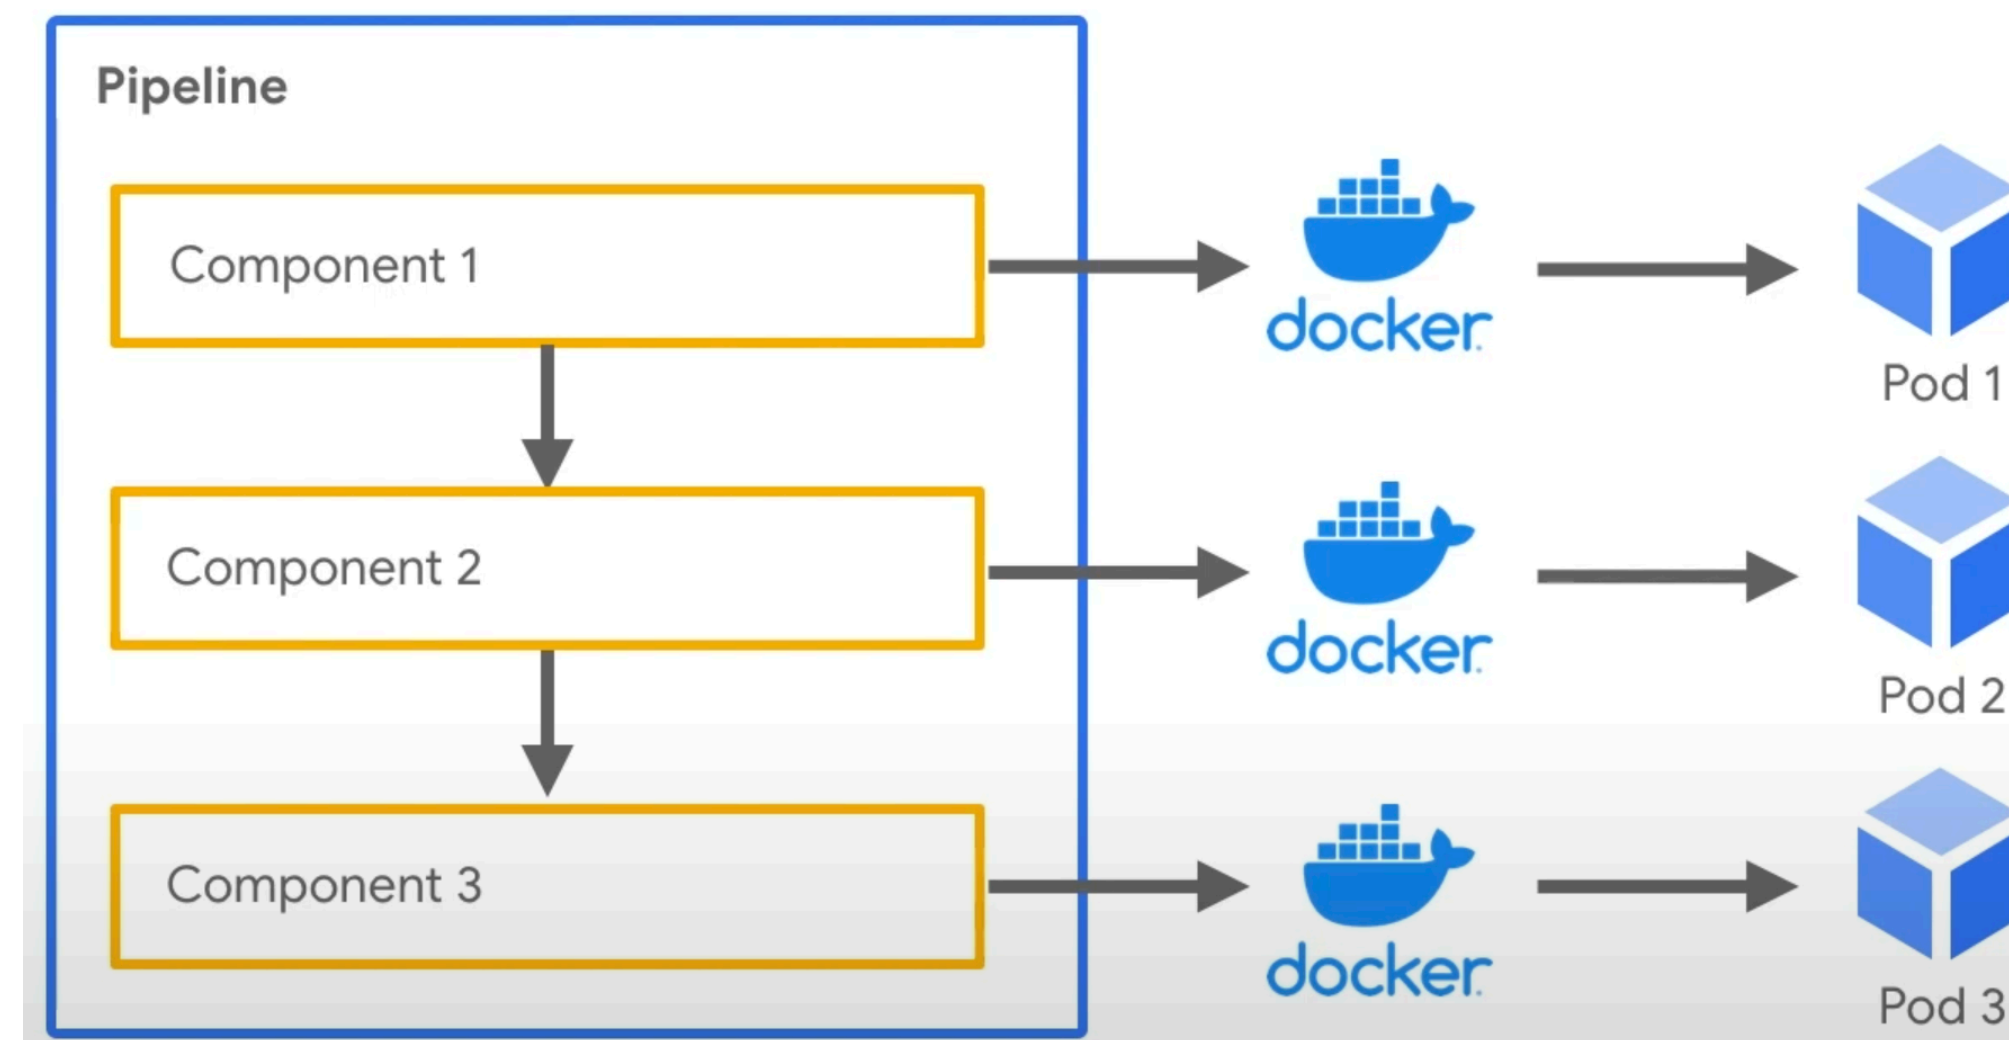 Pipeline
Component 1
docker
Pod 1
Component 2
docker
Pod 2
Component 3
docker
Pod 3